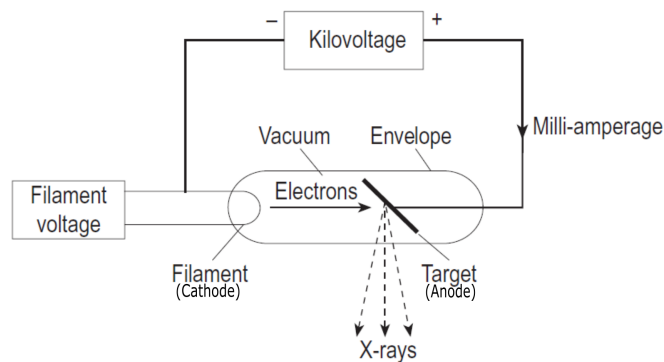 – Kilovoltage +
Milli-amperage
Vacuum Envelope
Filament
voltage
Electrons
Filament
(Cathode)
Target
(Anode)
X-rays